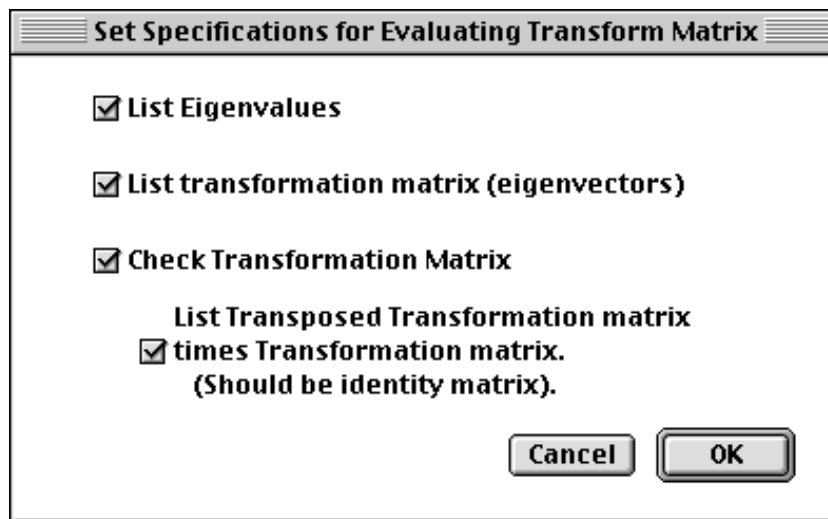 Set Specifications for Evaluating Transform Matrix
List Eigenvalues
List transformation matrix (eigenvectors)
Check Transformation Matrix
List Transposed Transformation matrix
times Transformation matrix.
(Should be identity matrix).
Cancel OK